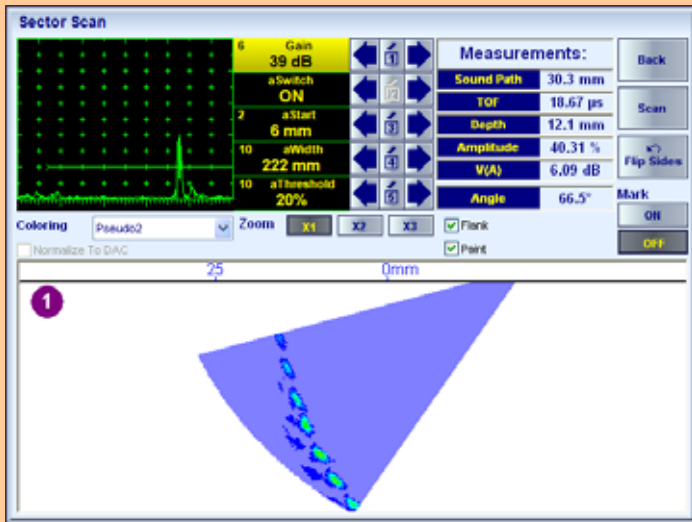 Sector Scan
6 Gain
39 dB
aSwitch
ON
2 aStart
6 mm
10 aWidth
222 mm
10 aThreshold
20%
1
2
3
4
5
Measurements:
Sound Path 30.3 mm
TOF 18.67 µs
Depth 12.1 mm
Amplitude 40.31 %
V(A) 6.09 dB
Angle 66.5°
Back
Scan
Flip Sides
Mark
ON
OFF
Coloring Pseudo2 Zoom X1 X2 X3 Flank
Normalize To DAC Paint
25 0mm
1